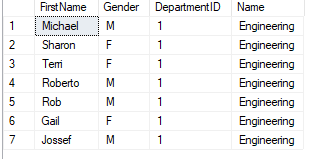 FirstName Gender DepartmentID Name
1 Michael M 1 Engineering
2 Sharon F 1 Engineering
3 Terri F 1 Engineering
4 Roberto M 1 Engineering
5 Rob M 1 Engineering
6 Gail F 1 Engineering
7 Jossef M 1 Engineering